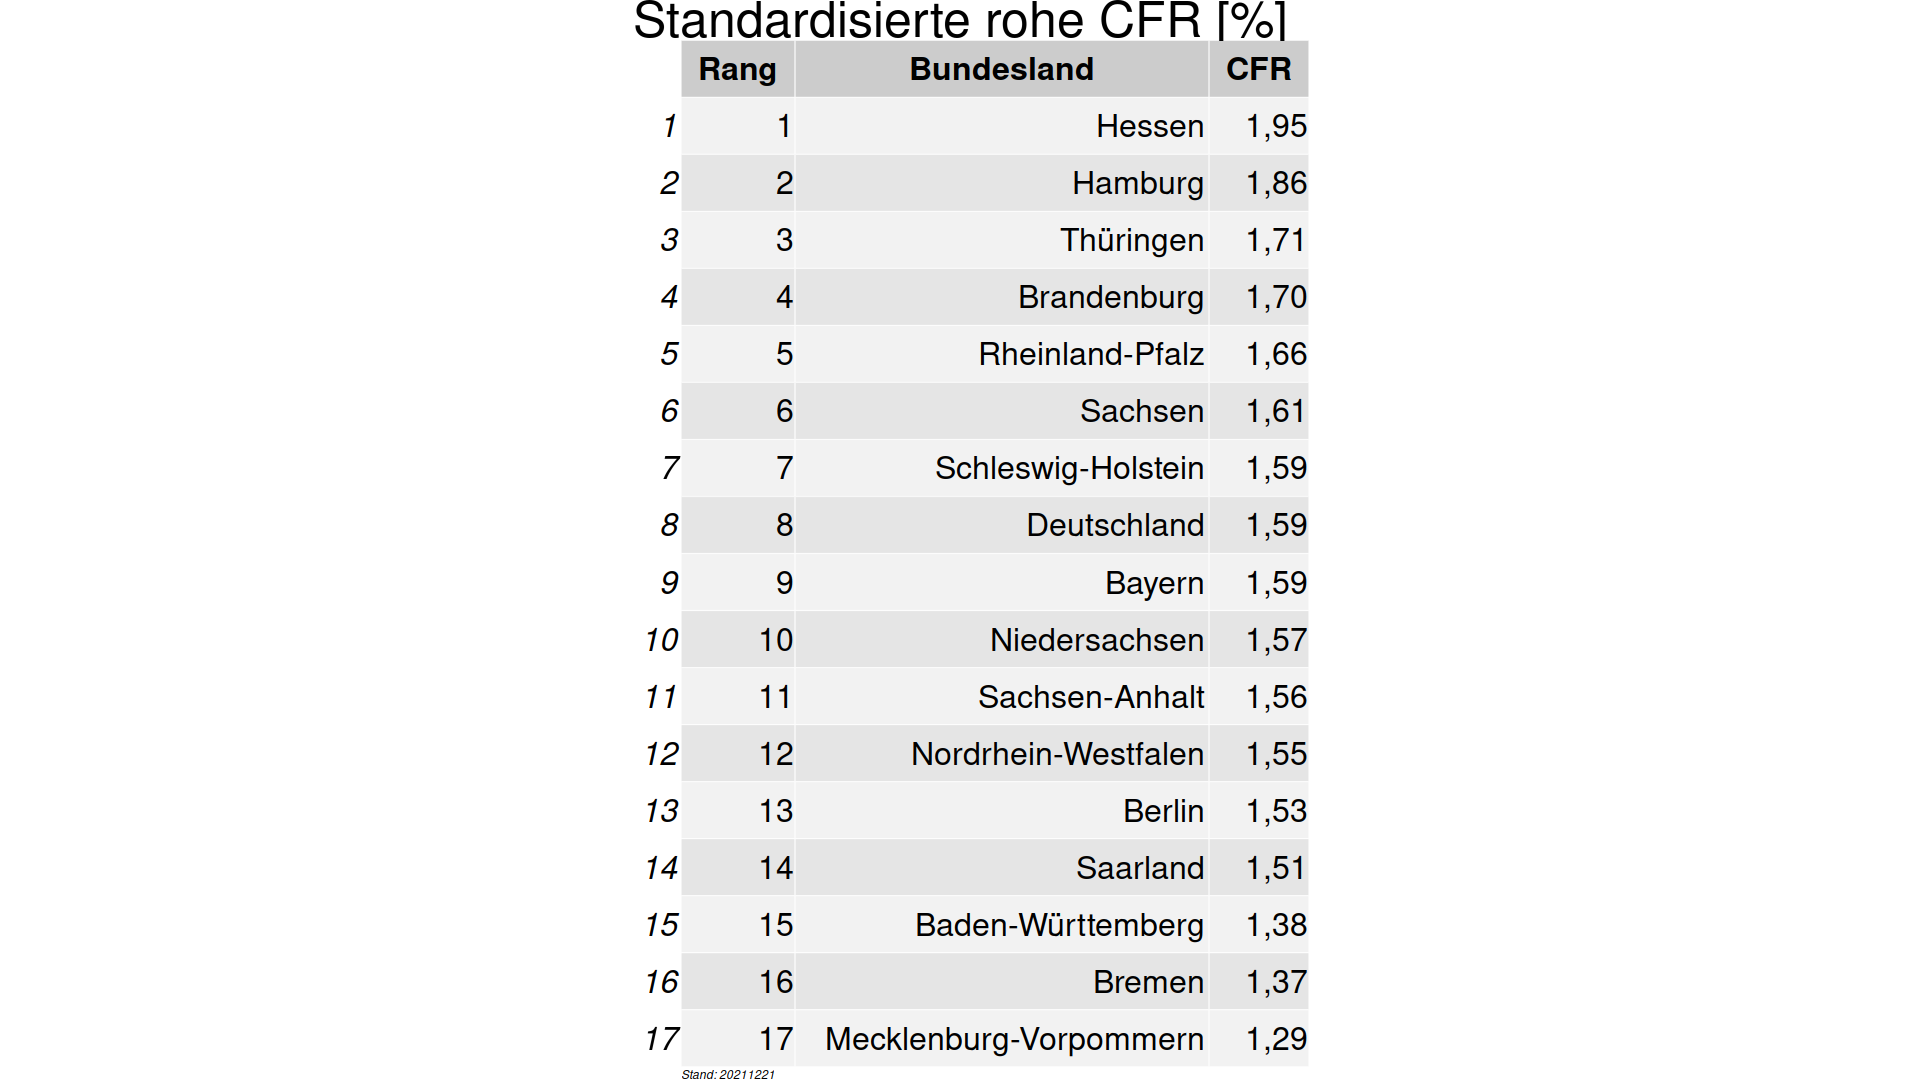 Standardisierte rohe CFR [%]
Rang Bundesland CFR
1 1 Hessen 1,95
2 2 Hamburg 1,86
3 3 Thüringen 1,71
4 4 Brandenburg 1,70
5 5 Rheinland-Pfalz 1,66
6 6 Sachsen 1,61
7 7 Schleswig-Holstein 1,59
8 8 Deutschland 1,59
9 9 Bayern 1,59
10 10 Niedersachsen 1,57
11 11 Sachsen-Anhalt 1,56
12 12 Nordrhein-Westfalen 1,55
13 13 Berlin 1,53
14 14 Saarland 1,51
15 15 Baden-Württemberg 1,38
16 16 Bremen 1,37
17 17 Mecklenburg-Vorpommern 1,29
Stand: 20211221